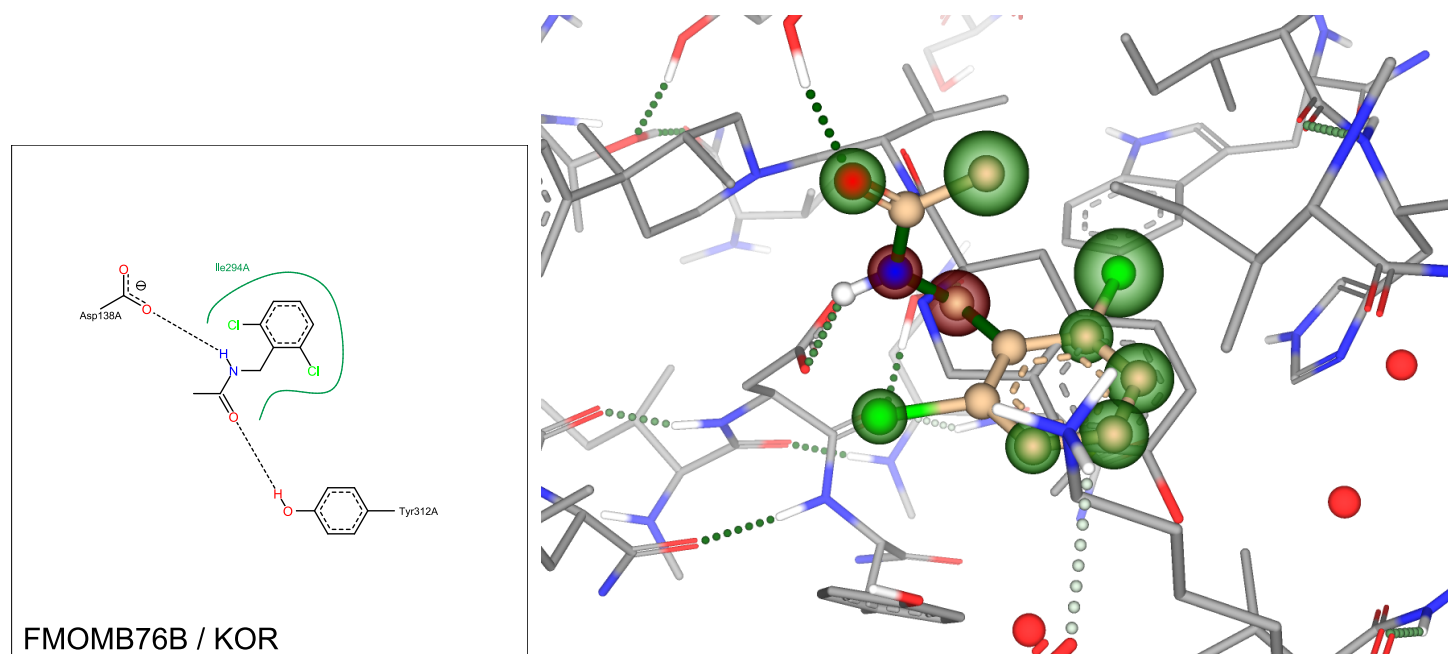 Ile294A
O
⊖
O
Asp138A
Cl
H
N
Cl
O
H
O
Tyr312A
FMOMB76B / KOR